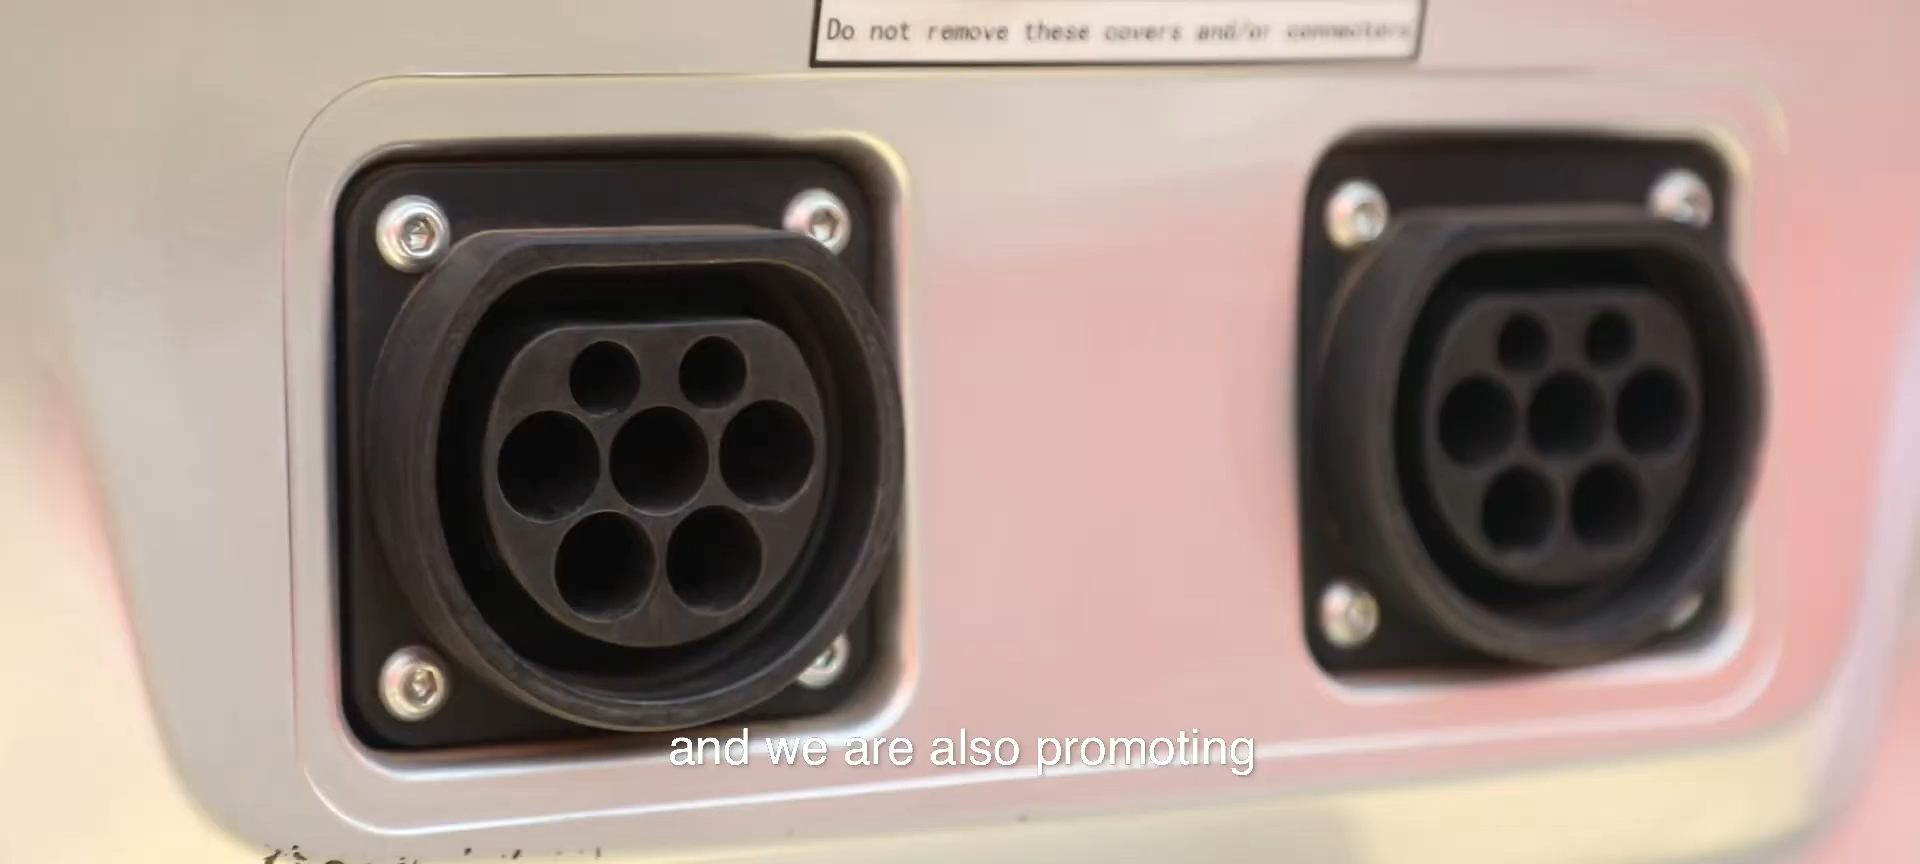 Do not remove these covers and/or connectors
and we are also promoting